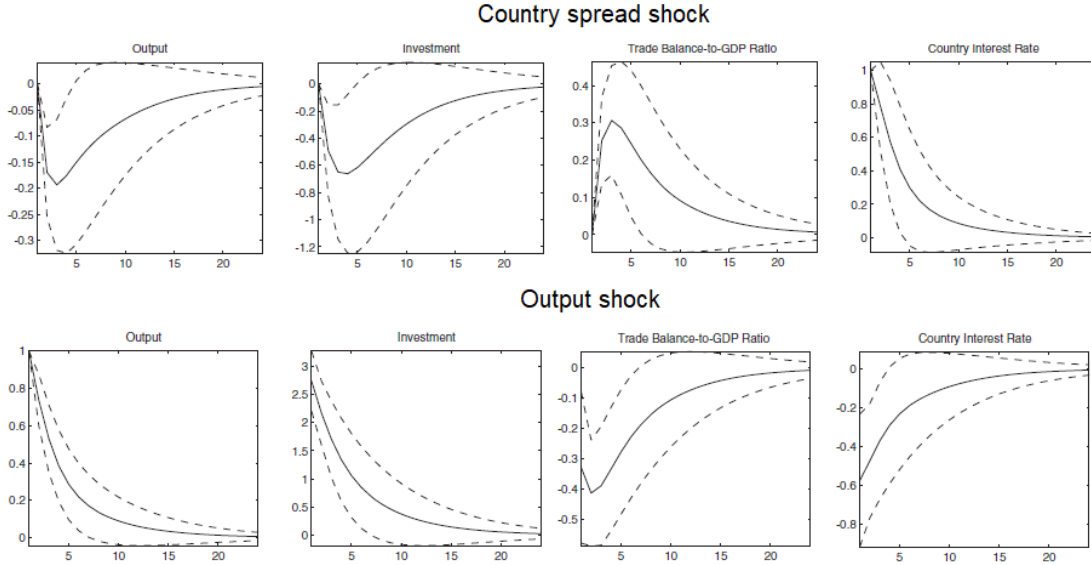 Country spread shock
Output
Investment
Trade Balance-to-GDP Ratio
Country Interest Rate
0
-0.05
-0.1
-0.15
-0.2
-0.25
-0.3
5 10 15 20
0
-0.2
-0.4
-0.6
-0.8
-1
-1.2
5 10 15 20
0.4
0.3
0.2
0.1
0
5 10 15 20
1
0.8
0.6
0.4
0.2
0
5 10 15 20
Output shock
Output
Investment
Trade Balance-to-GDP Ratio
Country Interest Rate
1
0.8
0.6
0.4
0.2
0
5 10 15 20
3
2.5
2
1.5
1
0.5
0
5 10 15 20
0
-0.1
-0.2
-0.3
-0.4
-0.5
5 10 15 20
0
-0.2
-0.4
-0.6
-0.8
5 10 15 20